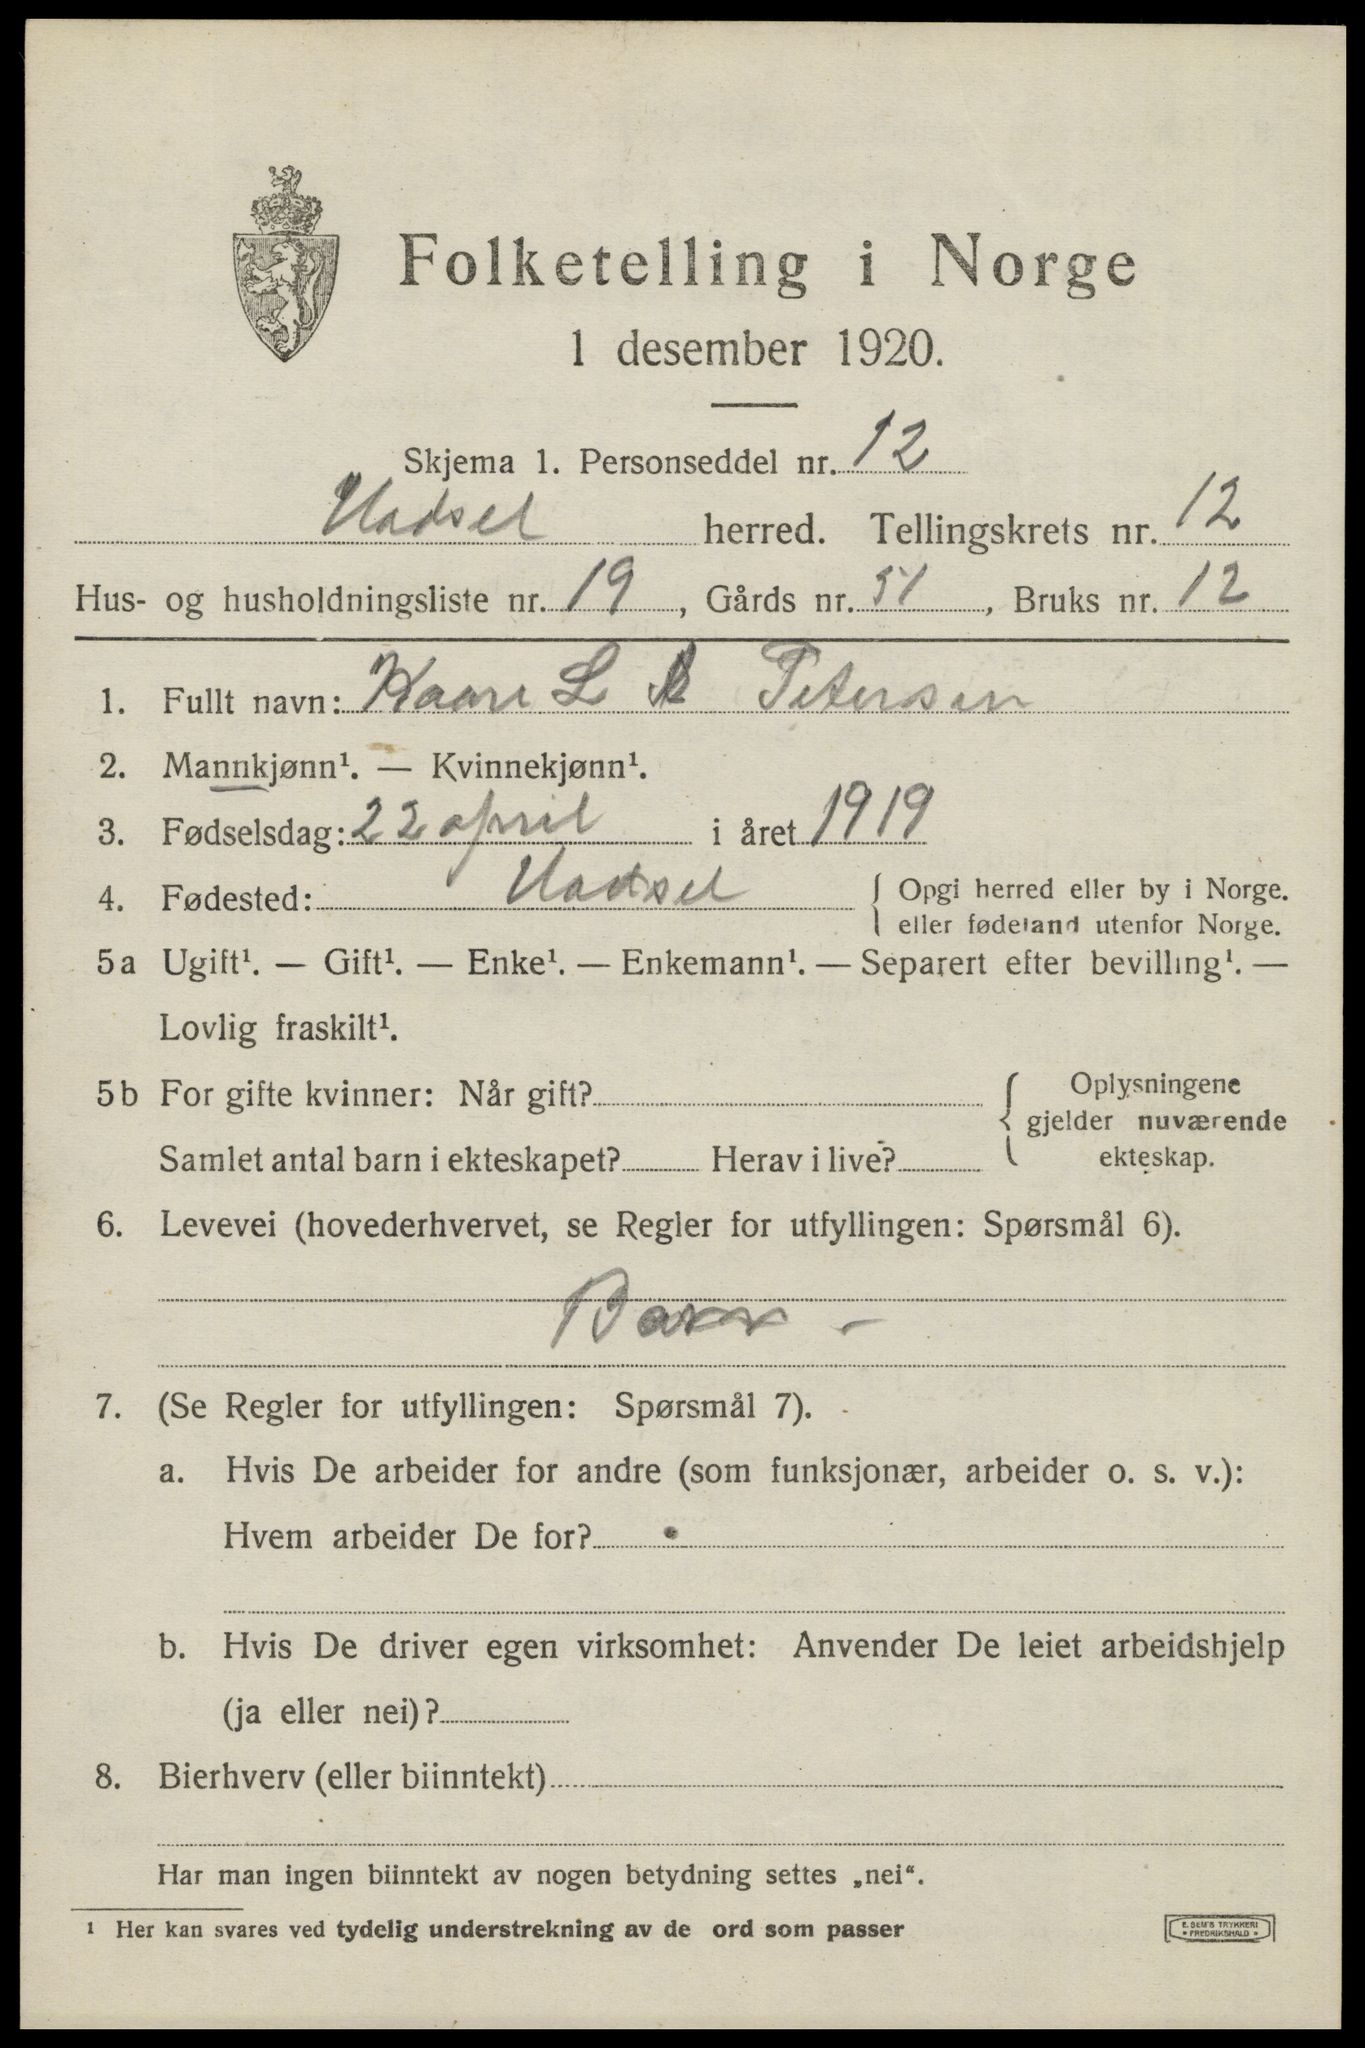 Folketelling i Norge
1 desember 1920.
Skjema 1. Personseddel nr. 12
Hadsel herred. Tellingskrets nr. 12
Hus- og husholdningsliste nr. 19, Gårds nr. 51, Bruks nr. 12
1. Fullt navn: Kaare L A Petersen
2. Mannkjønn¹. — Kvinnekjønn¹.
3. Fødselsdag: 22 april i året 1919
4. Fødested: Hadsel { Opgi herred eller by i Norge.
eller fødeland utenfor Norge.
5a Ugift¹. — Gift¹. — Enke¹. — Enkemann¹. — Separert efter bevilling¹. —
Lovlig fraskilt¹.
5b For gifte kvinner: Når gift? { Oplysningene
gjelder nuværende
Samlet antal barn i ekteskapet? Herav i live? ekteskap.
6. Levevei (hovederhvervet, se Regler for utfyllingen: Spørsmål 6).
Barn —
7. (Se Regler for utfyllingen: Spørsmål 7).
a. Hvis De arbeider for andre (som funksjonær, arbeider o. s. v.):
Hvem arbeider De for?
b. Hvis De driver egen virksomhet: Anvender De leiet arbeidshjelp
(ja eller nei)?
8. Bierhverv (eller biinntekt)
Har man ingen biinntekt av nogen betydning settes „nei“.
¹ Her kan svares ved tydelig understrekning av de ord som passer
E. SEM'S TRYKKERI
* FREDRIKSHALD *